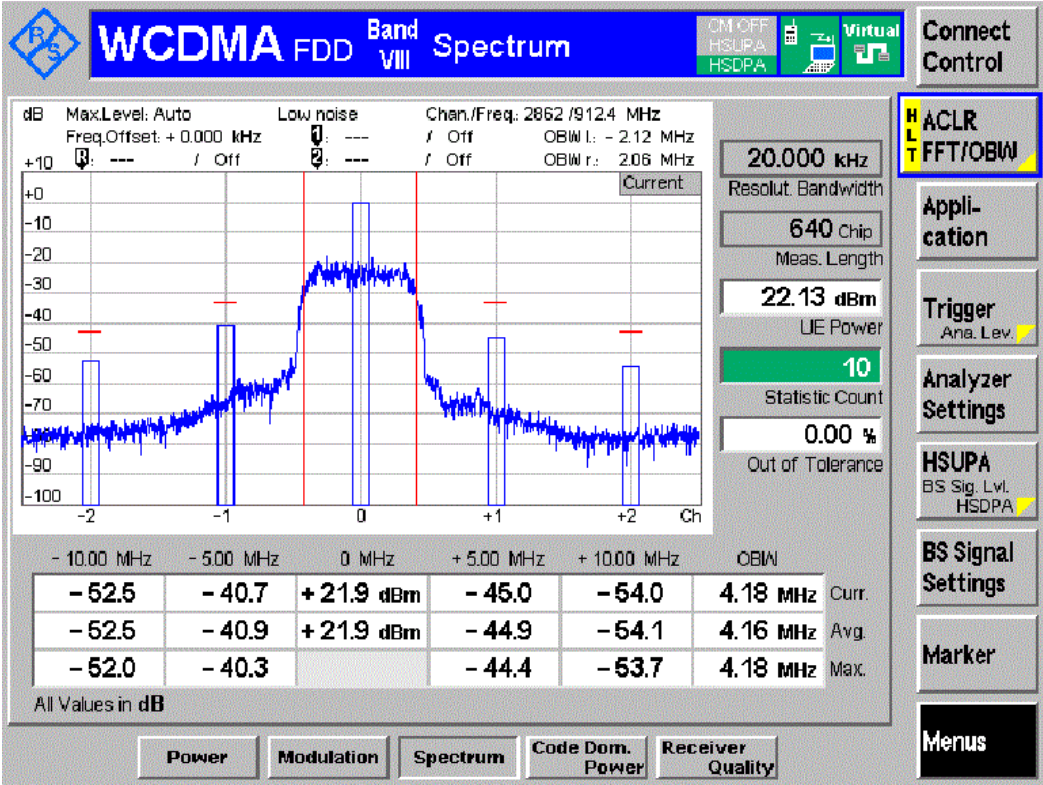 R/S
WCDMA FDD Band VIII Spectrum
CM OFF
HSUPA
HSDPA
Virtual
Connect Control
dB Max.Level: Auto Low noise Chan./Freq.: 2862 /912.4 MHz
Freq.Offset: + 0.000 kHz 1: --- / Off OBW l.: – 2.12 MHz
+10 R: --- / Off 2: --- / Off OBW r.: 2.06 MHz
Current
+0
-10
-20
-30
-40
-50
-60
-70
-90
-100
-2 -1 0 +1 +2 Ch
20.000 kHz
Resolut. Bandwidth
640 Chip
Meas. Length
22.13 dBm
UE Power
10
Statistic Count
0.00 %
Out of Tolerance
HLT
ACLR
FFT/OBW
Appli-
cation
Trigger
Ana. Lev.
Analyzer
Settings
HSUPA
BS Sig. Lvl.
HSDPA
BS Signal
Settings
Marker
Menus
– 10.00 MHz – 5.00 MHz 0 MHz + 5.00 MHz + 10.00 MHz OBW
– 52.5 – 40.7 + 21.9 dBm – 45.0 – 54.0 4.18 MHz Curr.
– 52.5 – 40.9 + 21.9 dBm – 44.9 – 54.1 4.16 MHz Avg.
– 52.0 – 40.3 – 44.4 – 53.7 4.18 MHz Max.
All Values in dB
Power
Modulation
Spectrum
Code Dom.
Power
Receiver
Quality